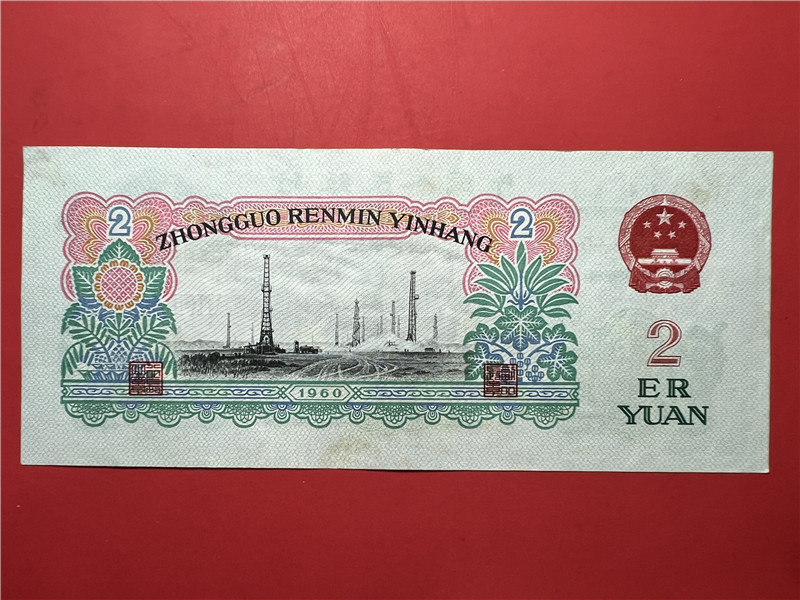 2
ZHONGGUO RENMIN YINHANG
2
1960
2
ER
YUAN